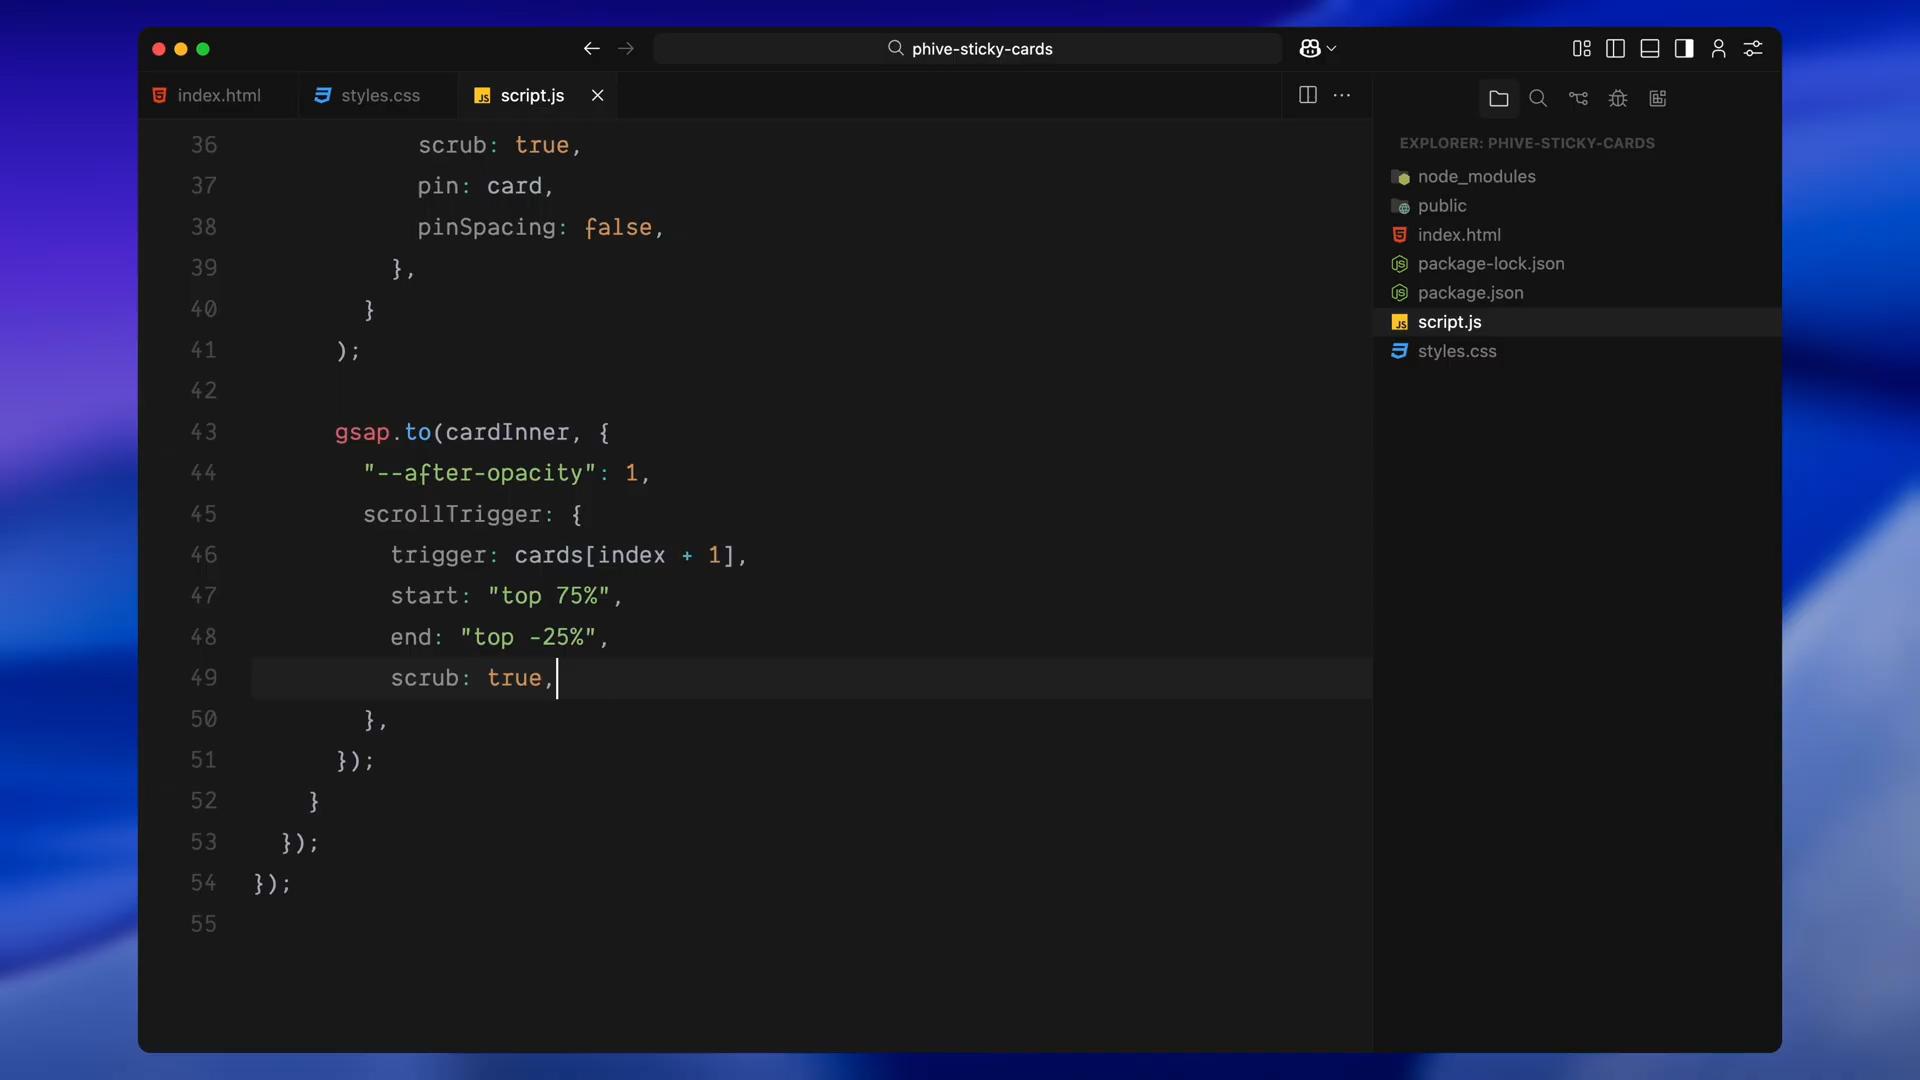 phive-sticky-cards
index.html
styles.css
script.js
36 scrub: true,
37 pin: card,
38 pinSpacing: false,
39 },
40 }
41 );
42
43 gsap.to(cardInner, {
44 "--after-opacity": 1,
45 scrollTrigger: {
46 trigger: cards[index + 1],
47 start: "top 75%",
48 end: "top -25%",
49 scrub: true,
50 },
51 });
52 }
53 });
54 });
55
EXPLORER: PHIVE-STICKY-CARDS
node_modules
public
index.html
package-lock.json
package.json
script.js
styles.css